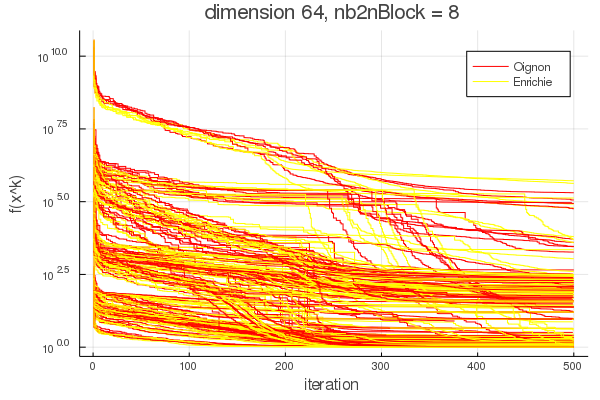 dimension 64, nb2nBlock = 8
Oignon
Enrichie
f(x^k)
10^10.0
10^7.5
10^5.0
10^2.5
10^0.0
0 100 200 300 400 500
iteration